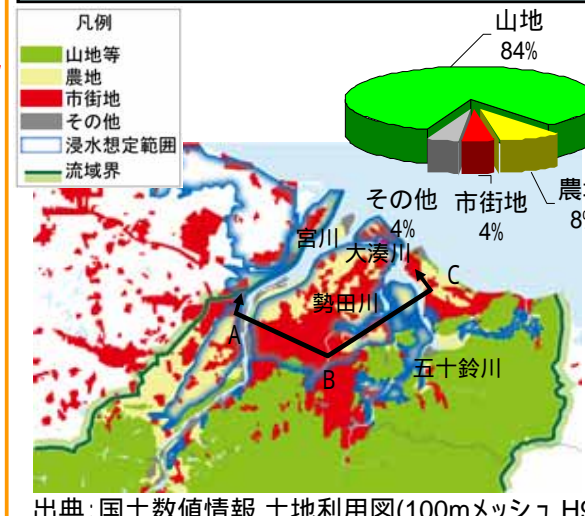 凡例
山地等
農地
市街地
その他
浸水想定範囲
流域界
山地
84%
その他
4%
市街地
4%
8%
宮川
大湊川
勢田川
五十鈴川
A
B
C
出典:国土数値情報 土地利用図(100mメッシュ